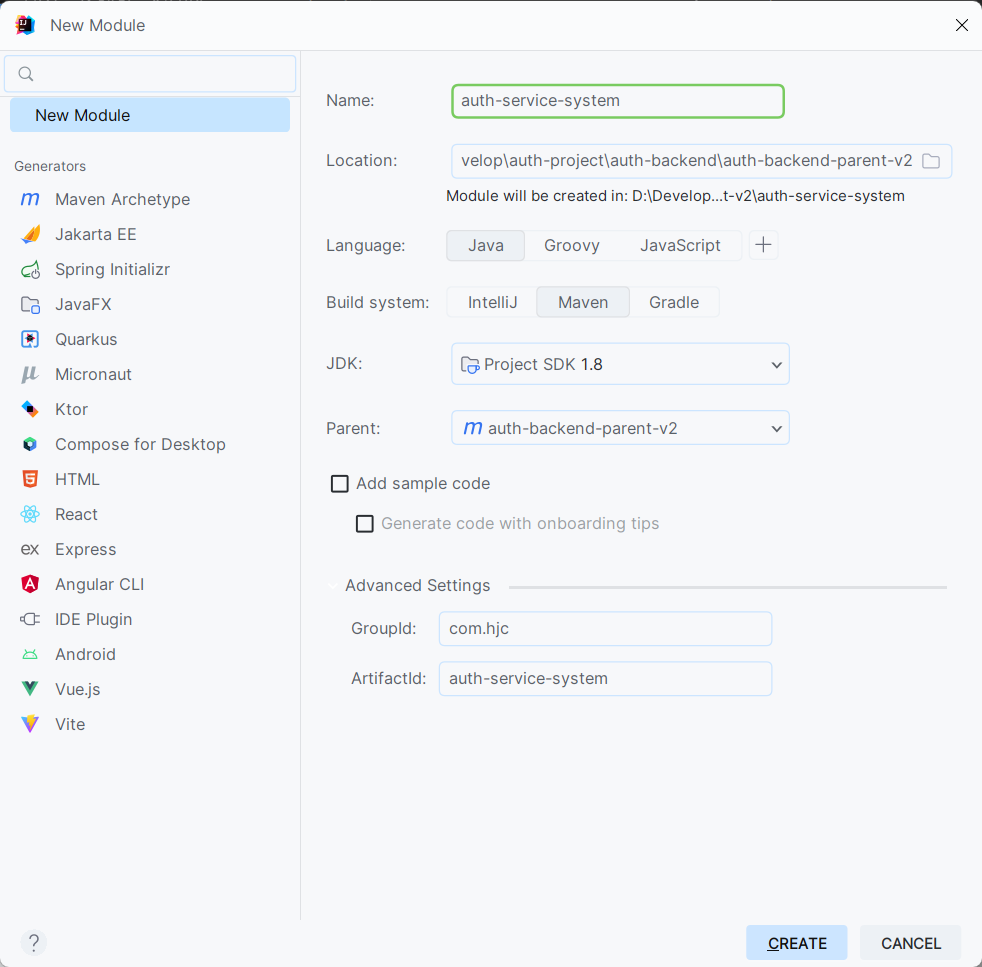 New Module
New Module
Generators
Maven Archetype
Jakarta EE
Spring Initializr
JavaFX
Quarkus
Micronaut
Ktor
Compose for Desktop
HTML
React
ex Express
Angular CLI
IDE Plugin
Android
Vue.js
Vite
?
Name: auth-service-system
Location: velop\auth-project\auth-backend\auth-backend-parent-v2
Module will be created in: D:\Develop...t-v2\auth-service-system
Language: Java Groovy JavaScript +
Build system: IntelliJ Maven Gradle
JDK: Project SDK 1.8
Parent: m auth-backend-parent-v2
Add sample code
Generate code with onboarding tips
Advanced Settings
GroupId: com.hjc
ArtifactId: auth-service-system
CREATE CANCEL